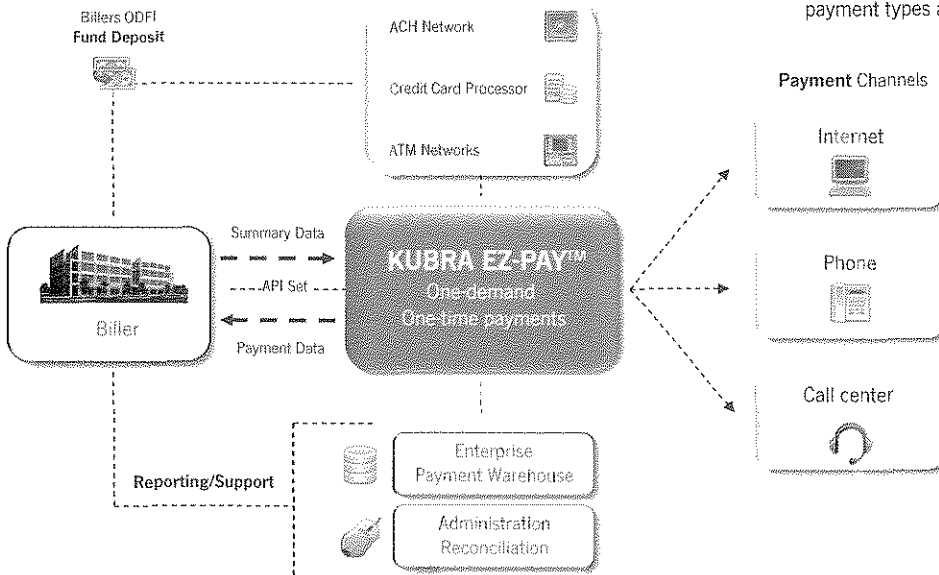 Billers ODFI
Fund Deposit
ACH Network
Credit Card Processor
ATM Networks
payment types a
Payment Channels
Internet
Phone
Call center
Summary Data
API Set
Payment Data
Biller
KUBRA EZ-PAY™
One-demand
One-time payments
Reporting/Support
Enterprise
Payment Warehouse
Administration
Reconciliation